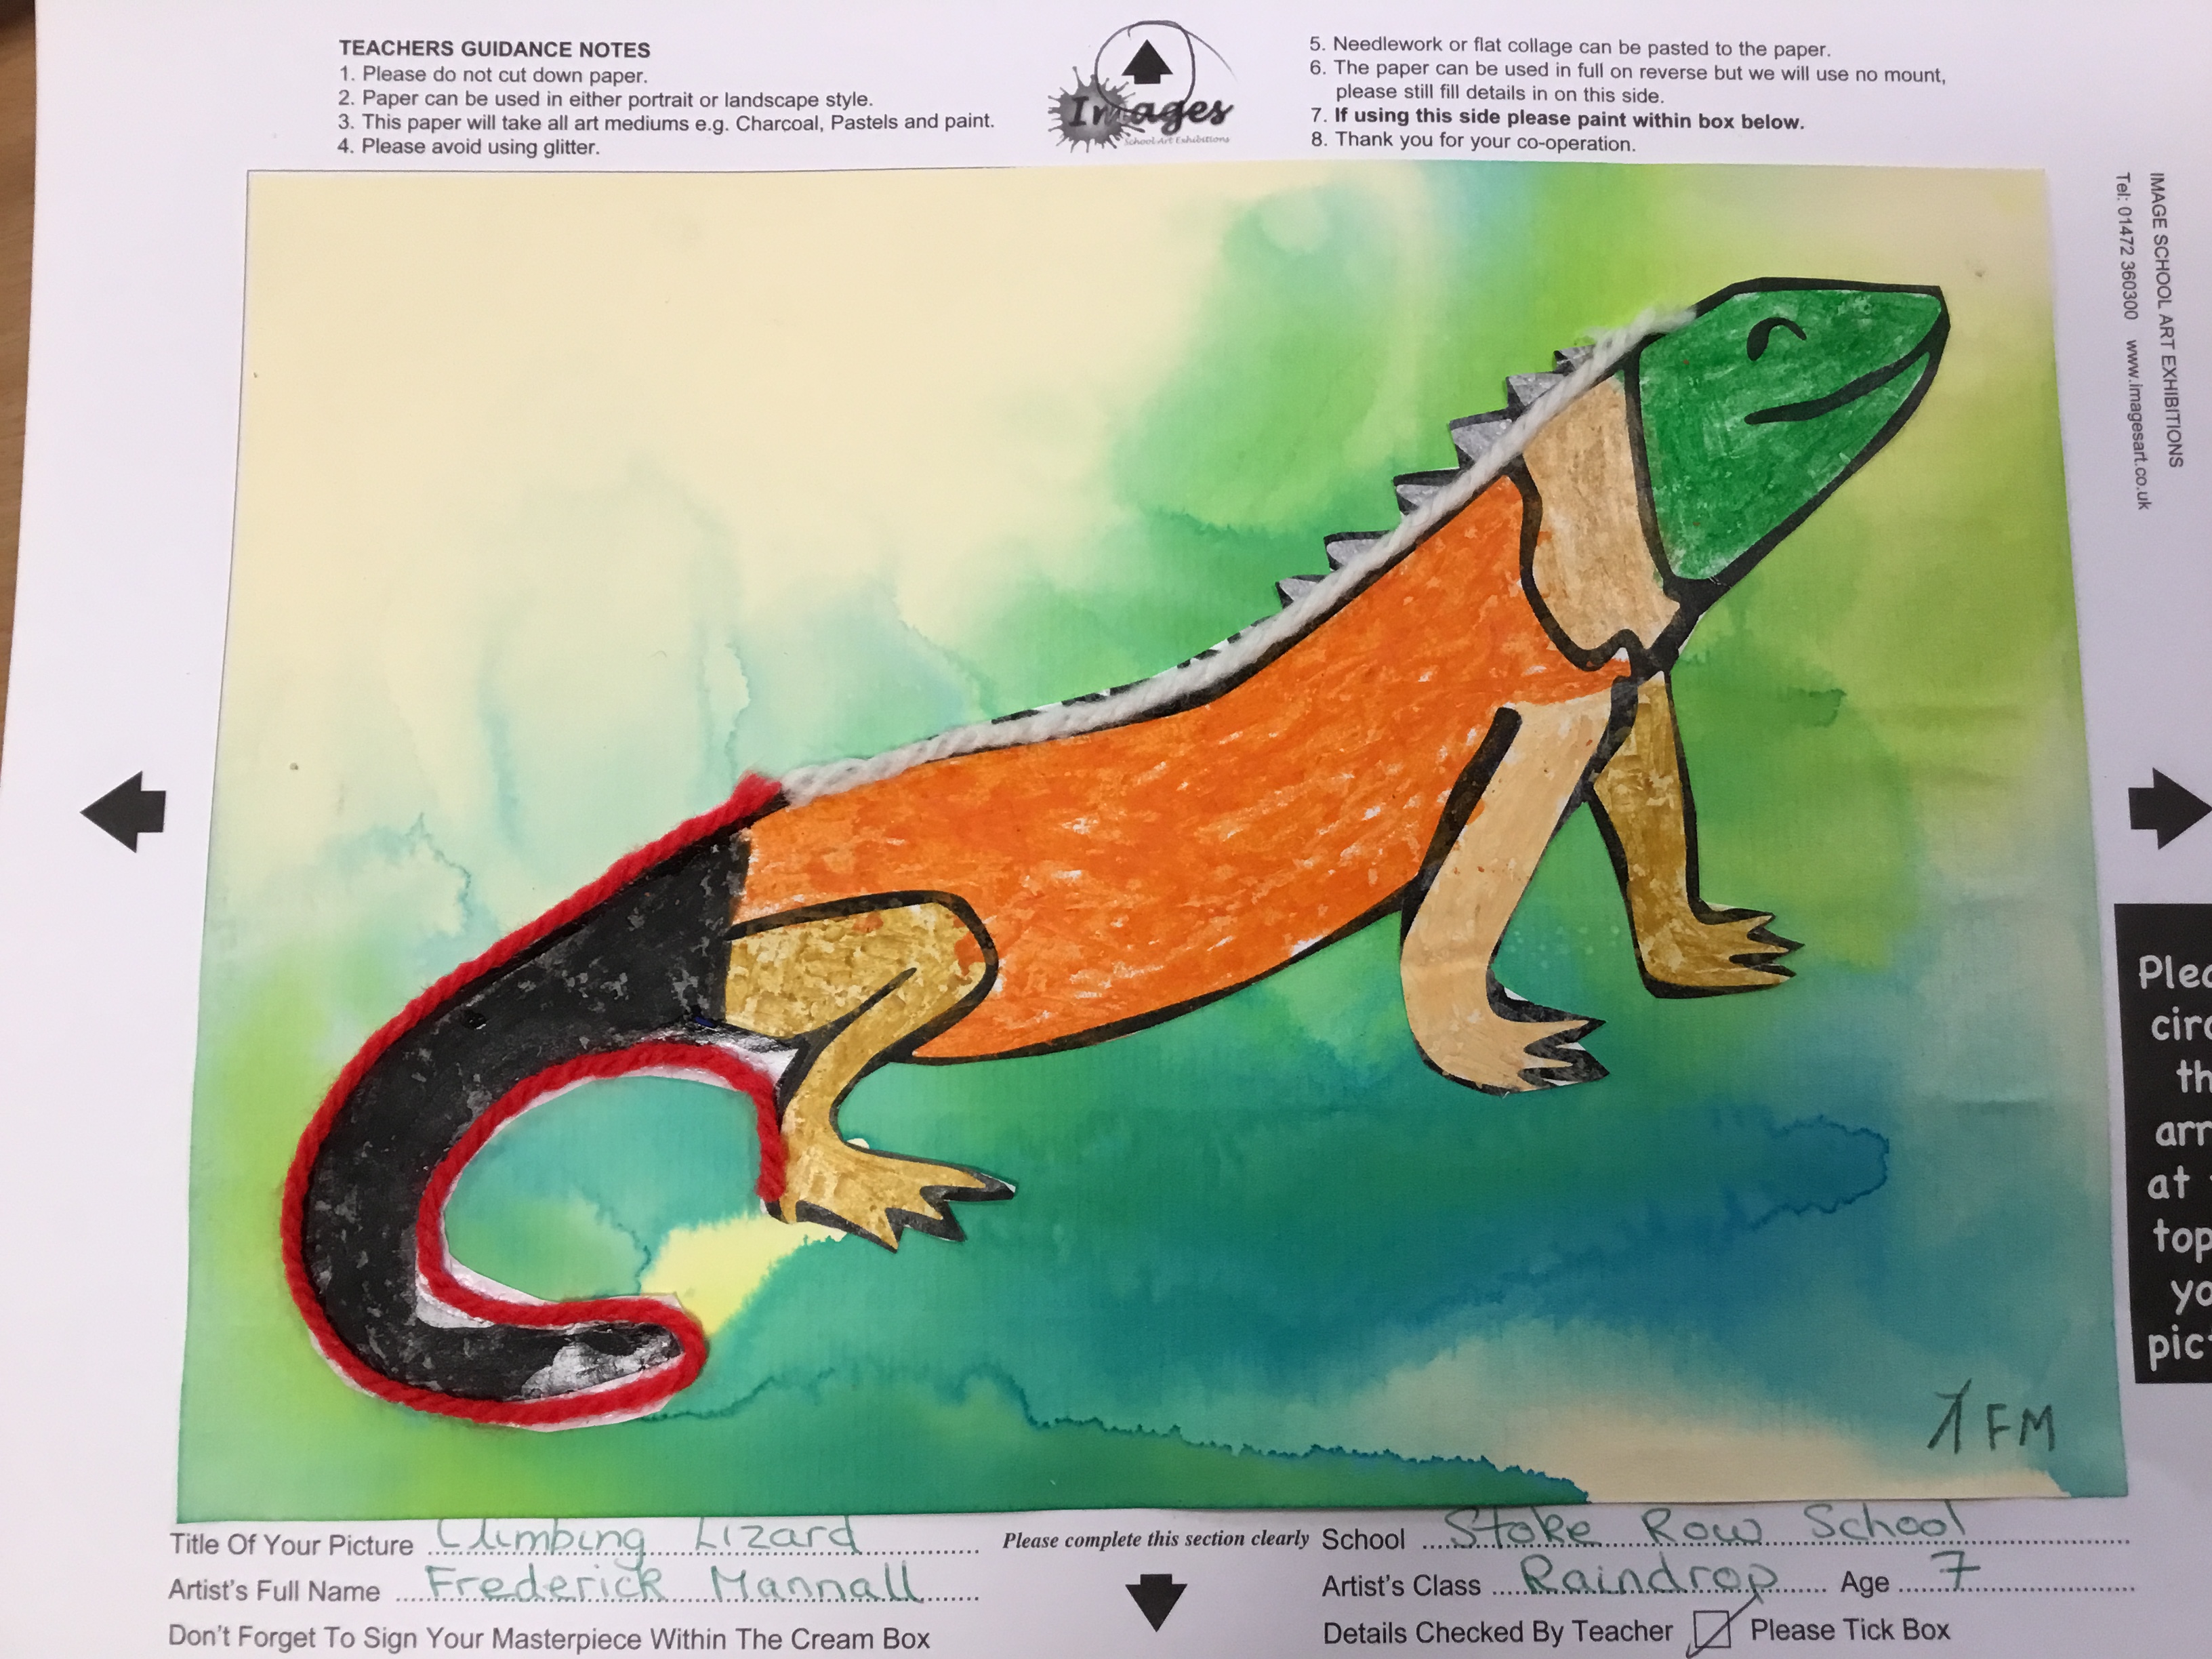 TEACHERS GUIDANCE NOTES
1. Please do not cut down paper.
2. Paper can be used in either portrait or landscape style.
3. This paper will take all art mediums e.g. Charcoal, Pastels and paint.
4. Please avoid using glitter.
Images
School Art Exhibitions
5. Needlework or flat collage can be pasted to the paper.
6. The paper can be used in full on reverse but we will use no mount,
please still fill details in on this side.
7. If using this side please paint within box below.
8. Thank you for your co-operation.
IMAGE SCHOOL ART EXHIBITIONS
Tel: 01472 360300 www.imagesart.co.uk
at
top
FM
Title Of Your Picture Climbing Lizard
Artist's Full Name Frederick Mannall
Don't Forget To Sign Your Masterpiece Within The Cream Box
Please complete this section clearly
School Stoke Row School
Artist's Class Raindrop Age 7
Details Checked By Teacher Please Tick Box